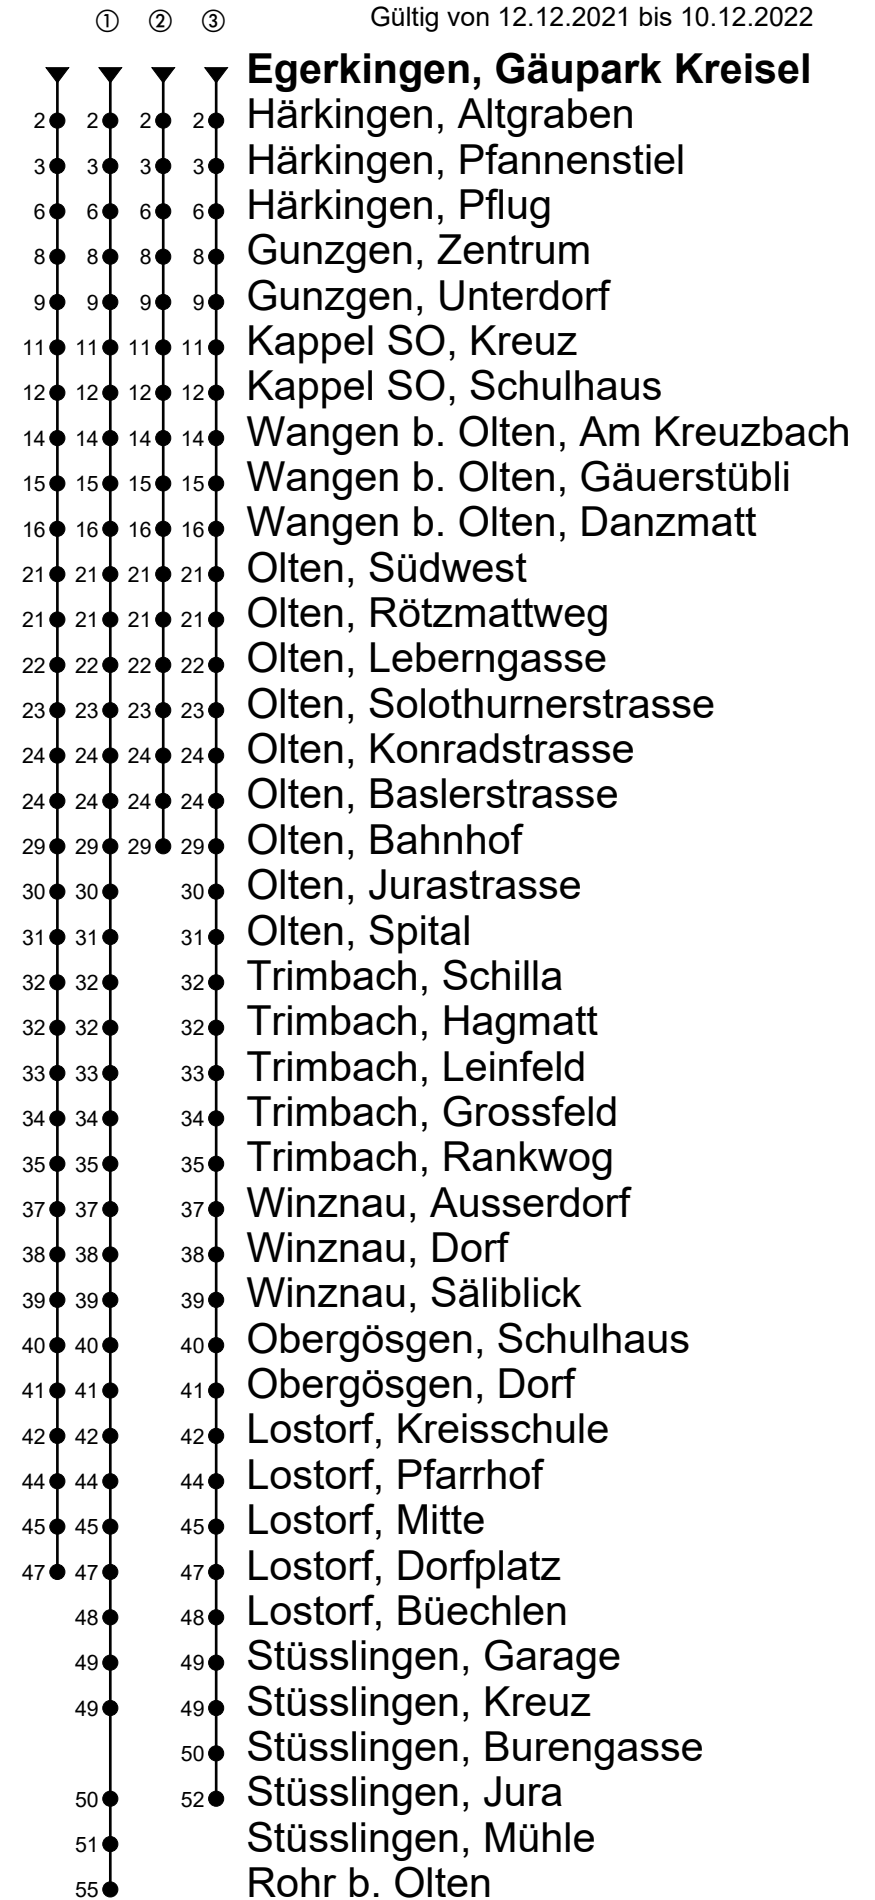 ① ② ③ Gültig von 12.12.2021 bis 10.12.2022
Egerkingen, Gäupark Kreisel
2 2 2 2 Härkingen, Altgraben
3 3 3 3 Härkingen, Pfannenstiel
6 6 6 6 Härkingen, Pflug
8 8 8 8 Gunzgen, Zentrum
9 9 9 9 Gunzgen, Unterdorf
11 11 11 11 Kappel SO, Kreuz
12 12 12 12 Kappel SO, Schulhaus
14 14 14 14 Wangen b. Olten, Am Kreuzbach
15 15 15 15 Wangen b. Olten, Gäuerstübli
16 16 16 16 Wangen b. Olten, Danzmatt
21 21 21 21 Olten, Südwest
21 21 21 21 Olten, Rötzmattweg
22 22 22 22 Olten, Leberngasse
23 23 23 23 Olten, Solothurnerstrasse
24 24 24 24 Olten, Konradstrasse
24 24 24 24 Olten, Baslerstrasse
29 29 29 29 Olten, Bahnhof
30 30 30 Olten, Jurastrasse
31 31 31 Olten, Spital
32 32 32 Trimbach, Schilla
32 32 32 Trimbach, Hagmatt
33 33 33 Trimbach, Leinfeld
34 34 34 Trimbach, Grossfeld
35 35 35 Trimbach, Rankwog
37 37 37 Winznau, Ausserdorf
38 38 38 Winznau, Dorf
39 39 39 Winznau, Säliblick
40 40 40 Obergösgen, Schulhaus
41 41 41 Obergösgen, Dorf
42 42 42 Lostorf, Kreisschule
44 44 44 Lostorf, Pfarrhof
45 45 45 Lostorf, Mitte
47 47 47 Lostorf, Dorfplatz
48 48 Lostorf, Büechlen
49 49 Stüsslingen, Garage
49 49 Stüsslingen, Kreuz
50 Stüsslingen, Burengasse
50 52 Stüsslingen, Jura
51 Stüsslingen, Mühle
55 Rohr b. Olten